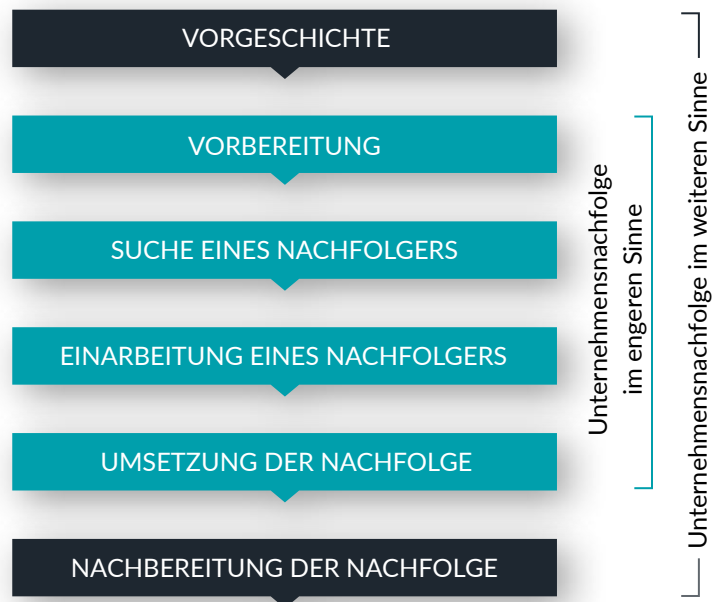 VORGESCHICHTE
VORBEREITUNG
SUCHE EINES NACHFOLGERS
EINARBEITUNG EINES NACHFOLGERS
UMSETZUNG DER NACHFOLGE
NACHBEREITUNG DER NACHFOLGE
Unternehmensnachfolge
im engeren Sinne
Unternehmensnachfolge im weiteren Sinne